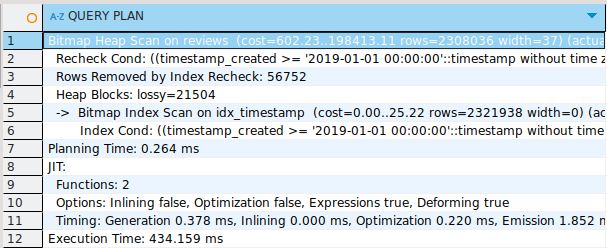 A-Z QUERY PLAN
1 Bitmap Heap Scan on reviews (cost=602.23..198413.11 rows=2308036 width=37) (actua
2 Recheck Cond: ((timestamp_created >= '2019-01-01 00:00:00'::timestamp without time z
3 Rows Removed by Index Recheck: 56752
4 Heap Blocks: lossy=21504
5 -> Bitmap Index Scan on idx_timestamp (cost=0.00..25.22 rows=2321938 width=0) (ac
6 Index Cond: ((timestamp_created >= '2019-01-01 00:00:00'::timestamp without time
7 Planning Time: 0.264 ms
8 JIT:
9 Functions: 2
10 Options: Inlining false, Optimization false, Expressions true, Deforming true
11 Timing: Generation 0.378 ms, Inlining 0.000 ms, Optimization 0.220 ms, Emission 1.852 m
12 Execution Time: 434.159 ms